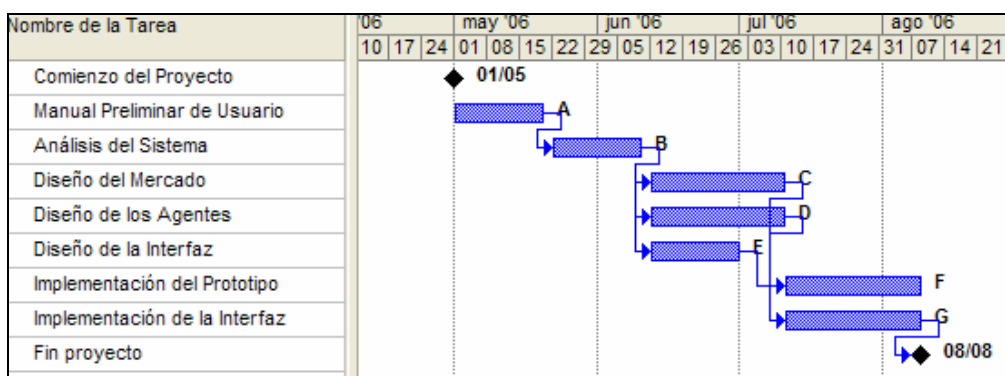 Nombre de la Tarea '06 may '06 jun '06 jul '06 ago '06
10 17 24 01 08 15 22 29 05 12 19 26 03 10 17 24 31 07 14 21
Comienzo del Proyecto 01/05
Manual Preliminar de Usuario A
Análisis del Sistema B
Diseño del Mercado C
Diseño de los Agentes D
Diseño de la Interfaz E
Implementación del Prototipo F
Implementación de la Interfaz G
Fin proyecto 08/08